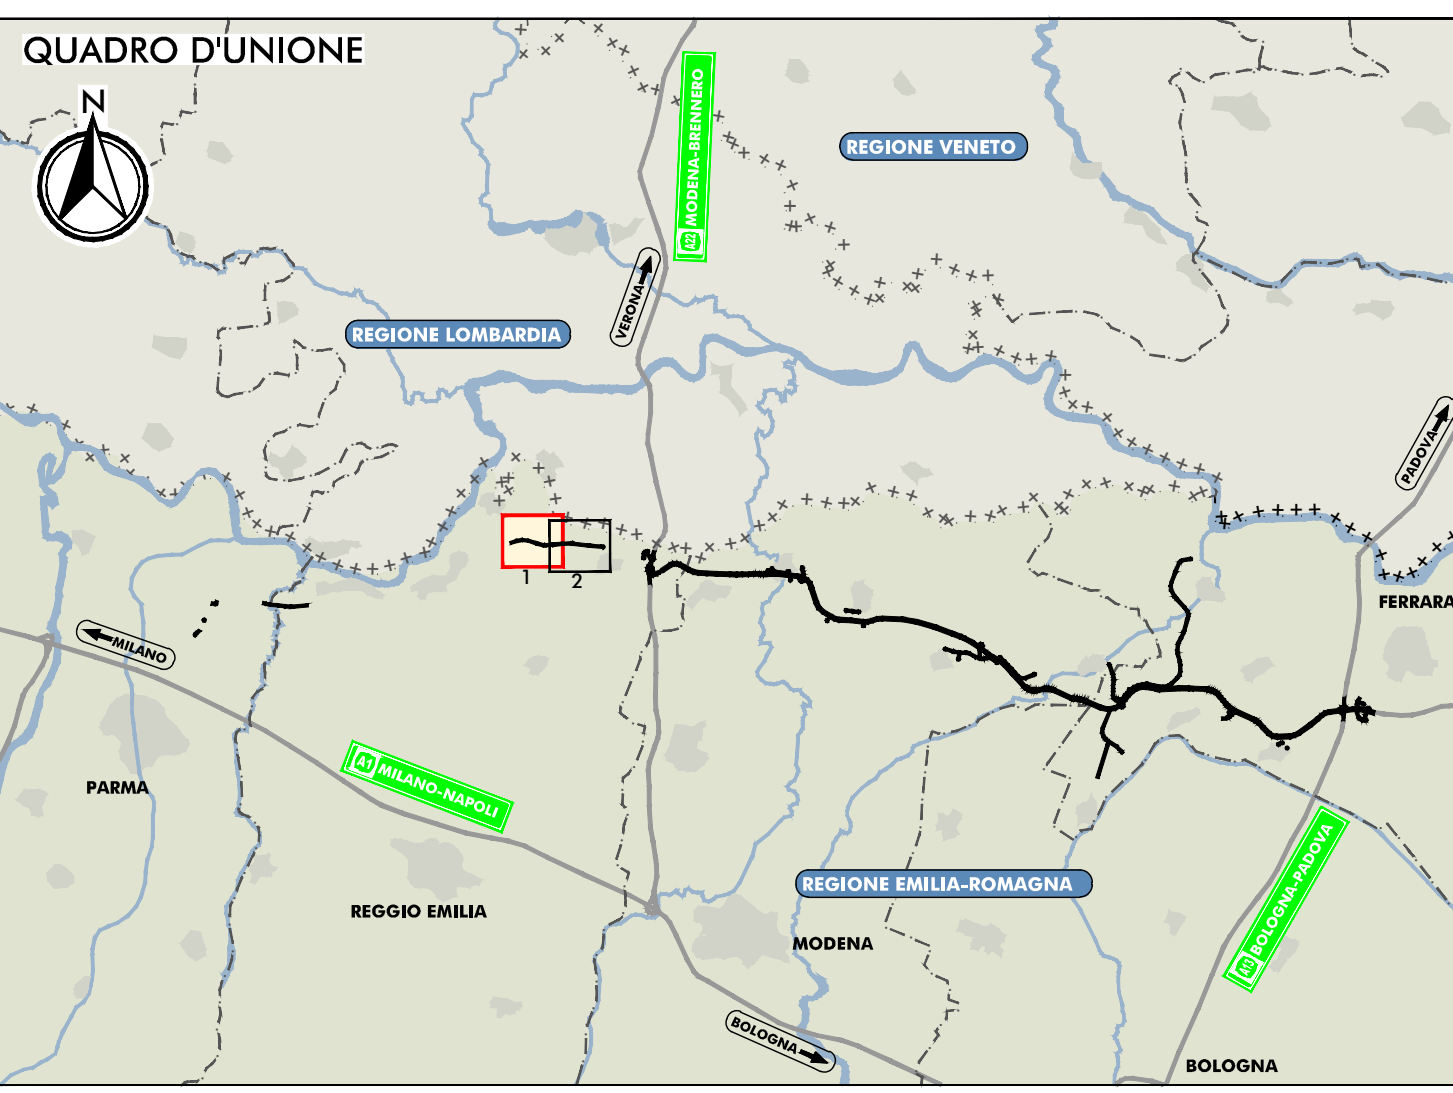 QUADRO D'UNIONE
N
A22 MODENA-BRENNERO
REGIONE VENETO
VERONA
REGIONE LOMBARDIA
PADOVA
1
2
FERRARA
MILANO
PARMA
A1 MILANO-NAPOLI
A13 BOLOGNA-PADOVA
REGIONE EMILIA-ROMAGNA
REGGIO EMILIA
MODENA
BOLOGNA
BOLOGNA